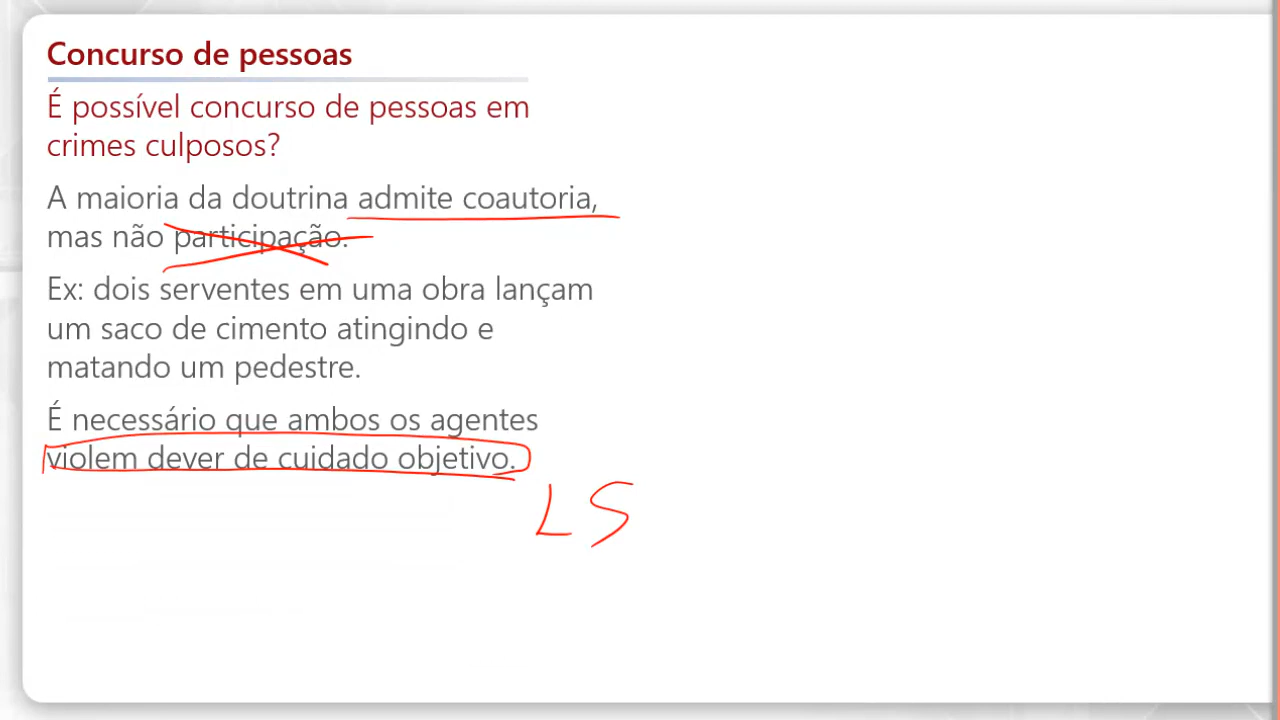 Concurso de pessoas
É possível concurso de pessoas em
crimes culposos?
A maioria da doutrina admite coautoria,
mas não participação.
Ex: dois serventes em uma obra lançam
um saco de cimento atingindo e
matando um pedestre.
É necessário que ambos os agentes
violem dever de cuidado objetivo.
LS